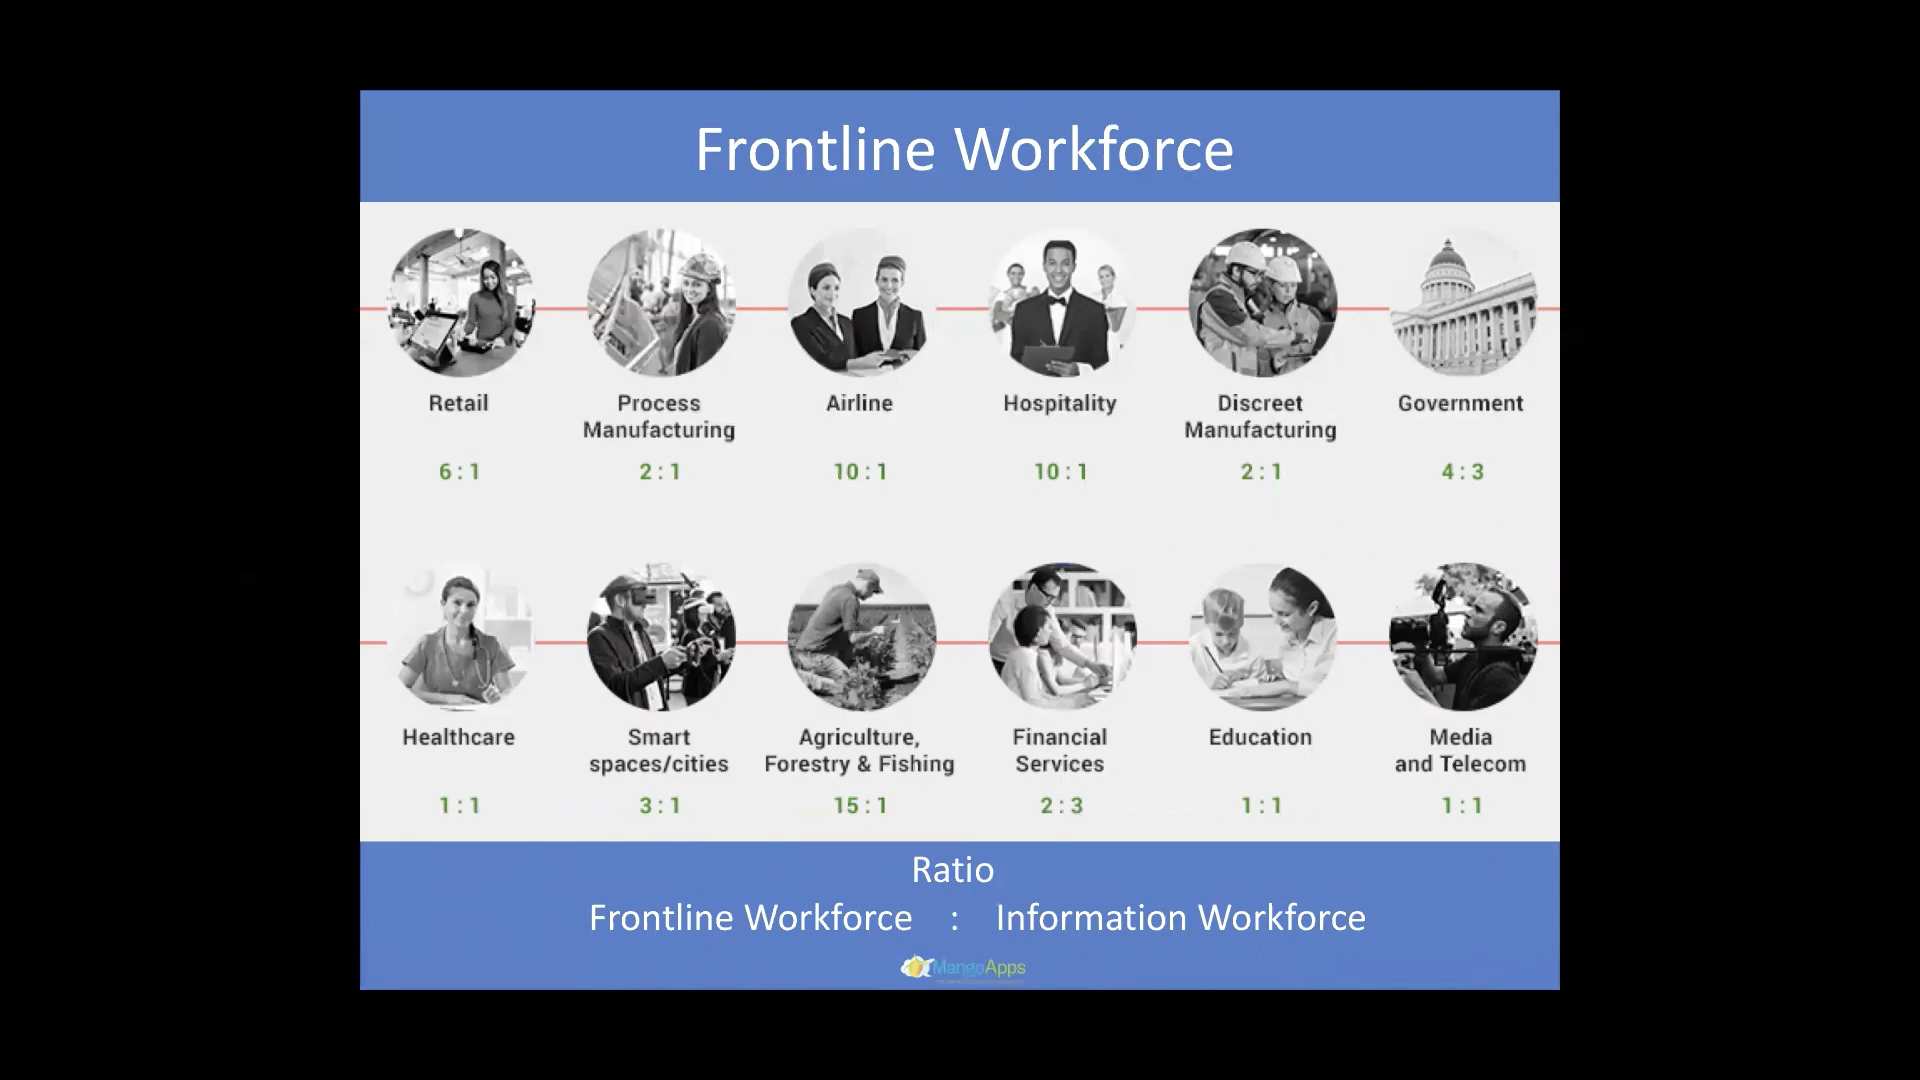 Frontline Workforce
Retail
Process
Manufacturing
Airline
Hospitality
Discreet
Manufacturing
Government
6 : 1
2 : 1
10 : 1
10 : 1
2 : 1
4 : 3
Healthcare
Smart
spaces/cities
Agriculture,
Forestry & Fishing
Financial
Services
Education
Media
and Telecom
1 : 1
3 : 1
15 : 1
2 : 3
1 : 1
1 : 1
Ratio
Frontline Workforce : Information Workforce
MangoApps